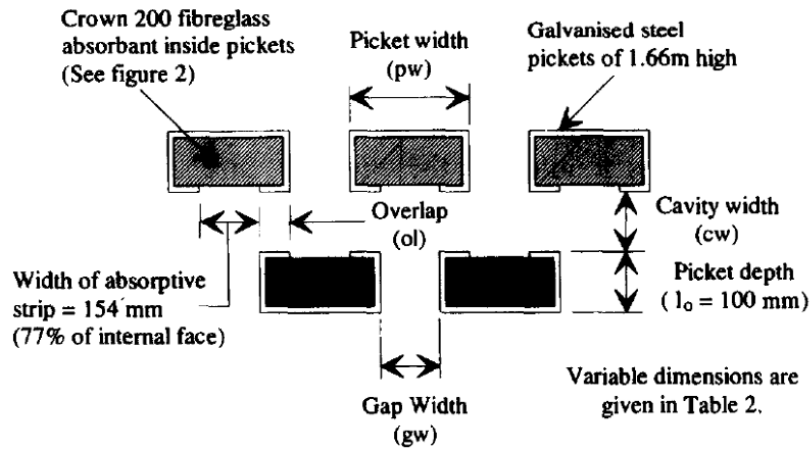 Crown 200 fibreglass
absorbant inside pickets
(See figure 2)
Picket width
(pw)
Galvanised steel
pickets of 1.66m high
Overlap
(ol)
Cavity width
(cw)
Width of absorptive
strip = 154 mm
(77% of internal face)
Picket depth
( l₀ = 100 mm)
Gap Width
(gw)
Variable dimensions are
given in Table 2.